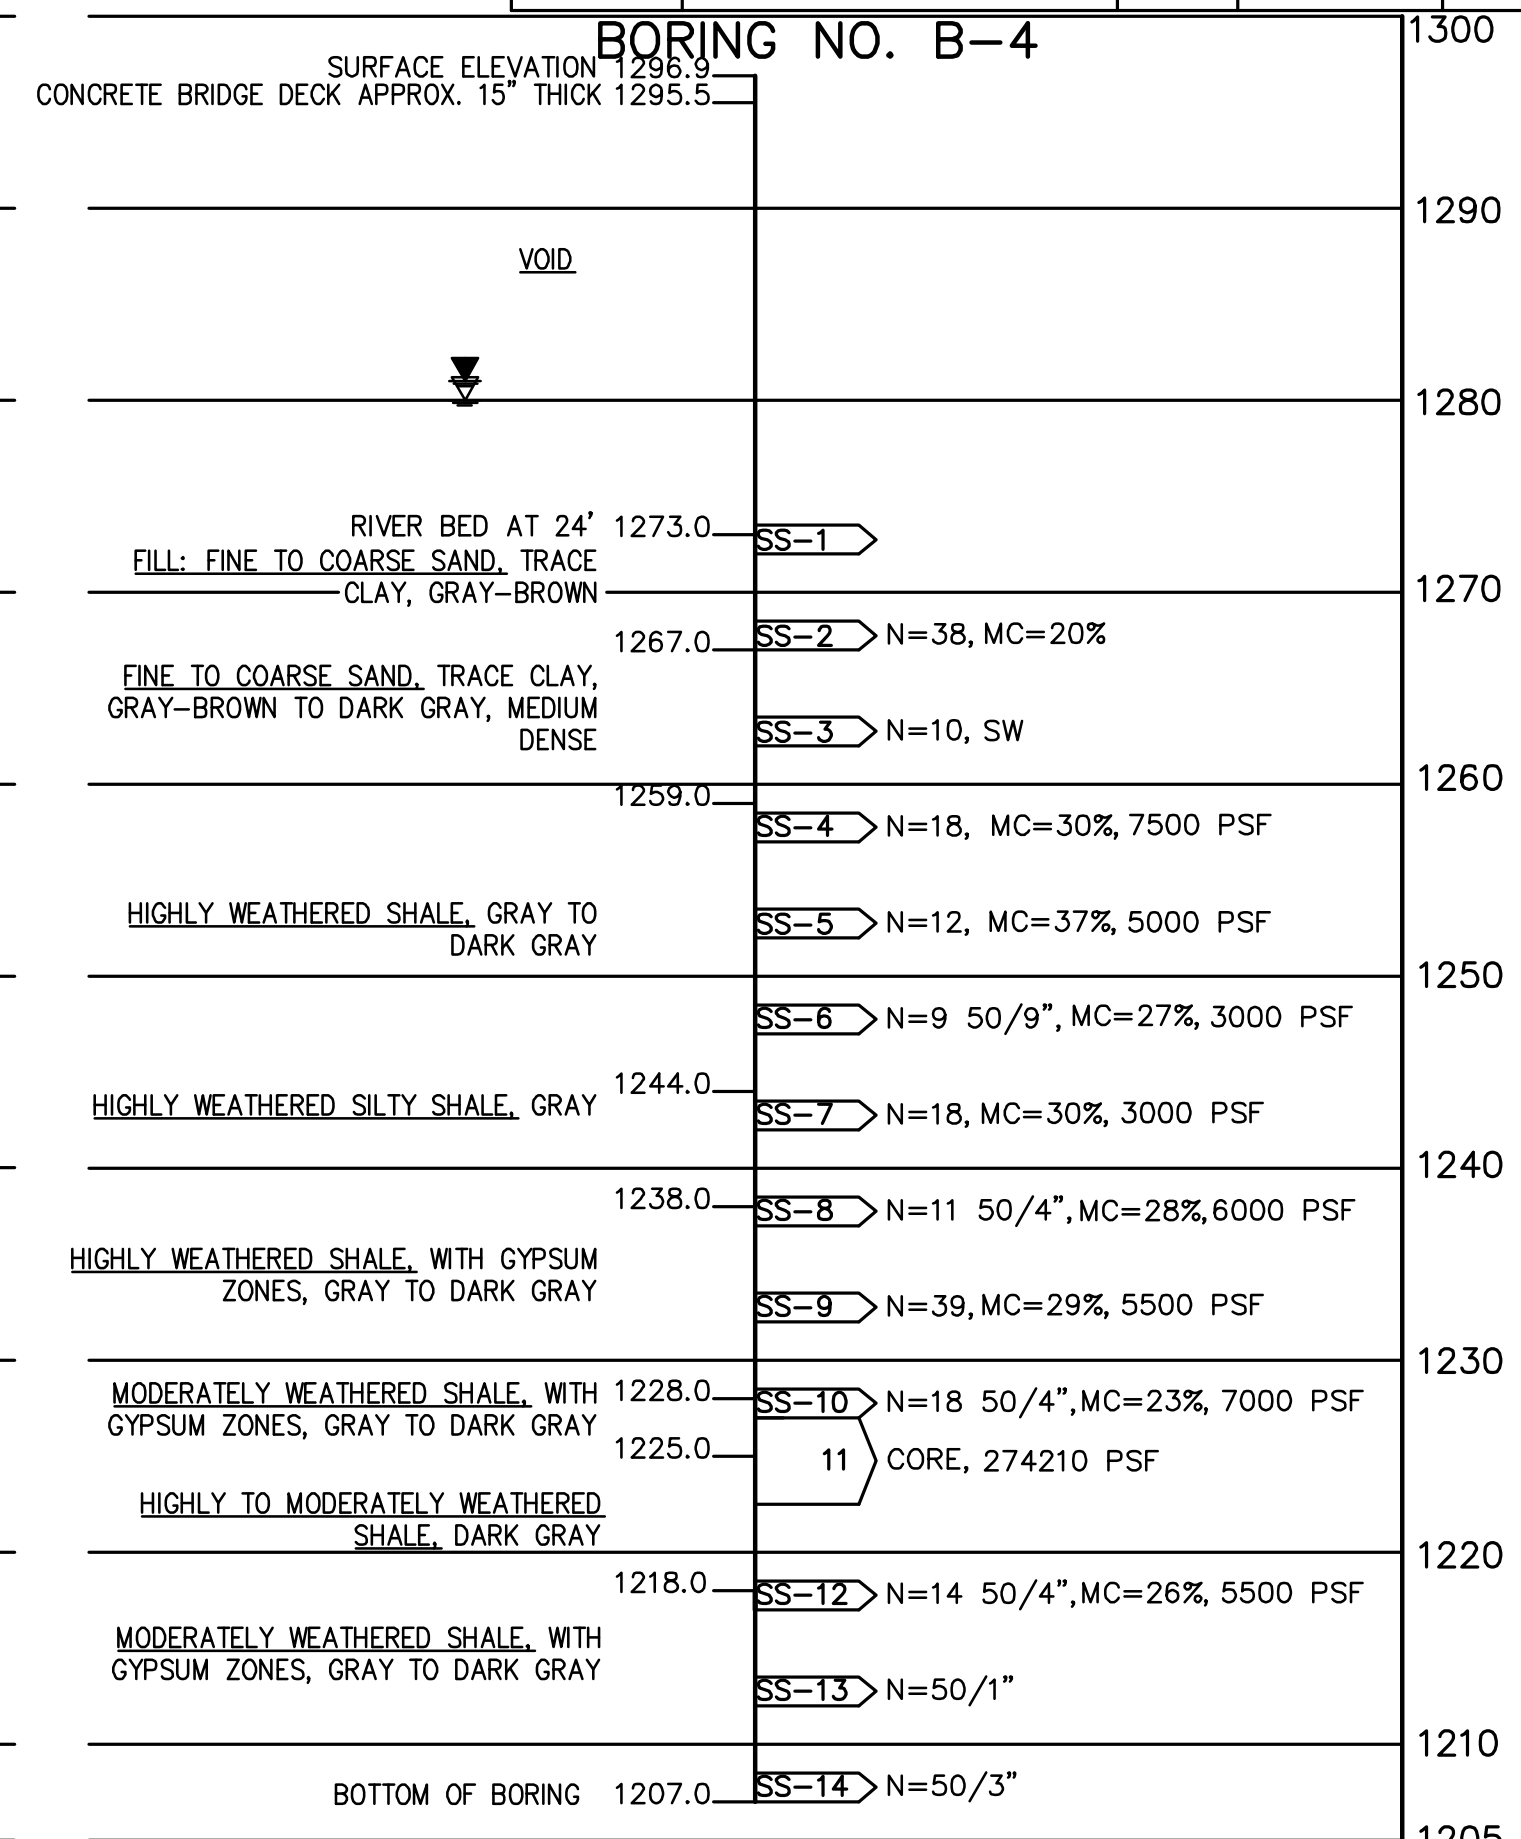 BORING NO. B-4
1300
SURFACE ELEVATION 1296.9
CONCRETE BRIDGE DECK APPROX. 15" THICK 1295.5
1290
VOID
1280
RIVER BED AT 24' 1273.0 SS-1
FILL: FINE TO COARSE SAND, TRACE
CLAY, GRAY-BROWN 1270
1267.0 SS-2 N=38, MC=20%
FINE TO COARSE SAND, TRACE CLAY,
GRAY-BROWN TO DARK GRAY, MEDIUM
DENSE
SS-3 N=10, SW
1260
1259.0
SS-4 N=18, MC=30%, 7500 PSF
HIGHLY WEATHERED SHALE, GRAY TO
DARK GRAY
SS-5 N=12, MC=37%, 5000 PSF
1250
SS-6 N=9 50/9", MC=27%, 3000 PSF
1244.0
HIGHLY WEATHERED SILTY SHALE, GRAY
SS-7 N=18, MC=30%, 3000 PSF
1240
1238.0 SS-8 N=11 50/4", MC=28%, 6000 PSF
HIGHLY WEATHERED SHALE, WITH GYPSUM
ZONES, GRAY TO DARK GRAY
SS-9 N=39, MC=29%, 5500 PSF
1230
MODERATELY WEATHERED SHALE, WITH
GYPSUM ZONES, GRAY TO DARK GRAY
1228.0 SS-10 N=18 50/4", MC=23%, 7000 PSF
1225.0 11 CORE, 274210 PSF
HIGHLY TO MODERATELY WEATHERED
SHALE, DARK GRAY
1220
1218.0 SS-12 N=14 50/4", MC=26%, 5500 PSF
MODERATELY WEATHERED SHALE, WITH
GYPSUM ZONES, GRAY TO DARK GRAY
SS-13 N=50/1"
1210
BOTTOM OF BORING 1207.0 SS-14 N=50/3"
1205